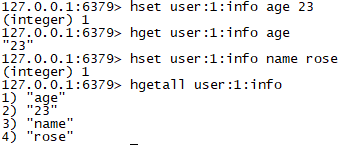 127.0.0.1:6379> hset user:1:info age 23
(integer) 1
127.0.0.1:6379> hget user:1:info age
"23"
127.0.0.1:6379> hset user:1:info name rose
(integer) 1
127.0.0.1:6379> hgetall user:1:info
1) "age"
2) "23"
3) "name"
4) "rose"